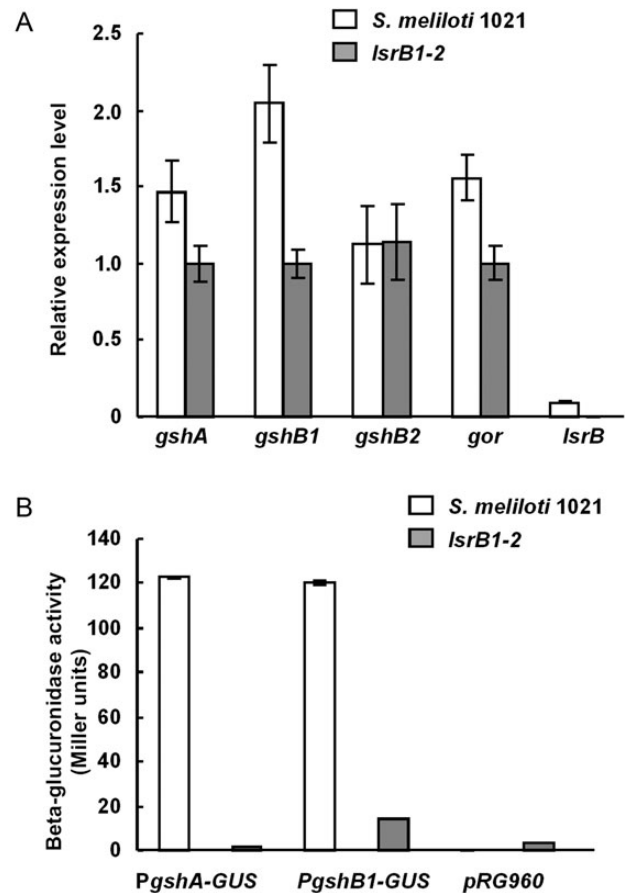 A
S. meliloti 1021
lsrB1-2
Relative expression level
2.5
2.0
1.5
1.0
0.5
0
gshA gshB1 gshB2 gor lsrB
B
S. meliloti 1021
lsrB1-2
Beta-glucuronidase activity
(Miller units)
140
120
100
80
60
40
20
0
PgshA-GUS PgshB1-GUS pRG960